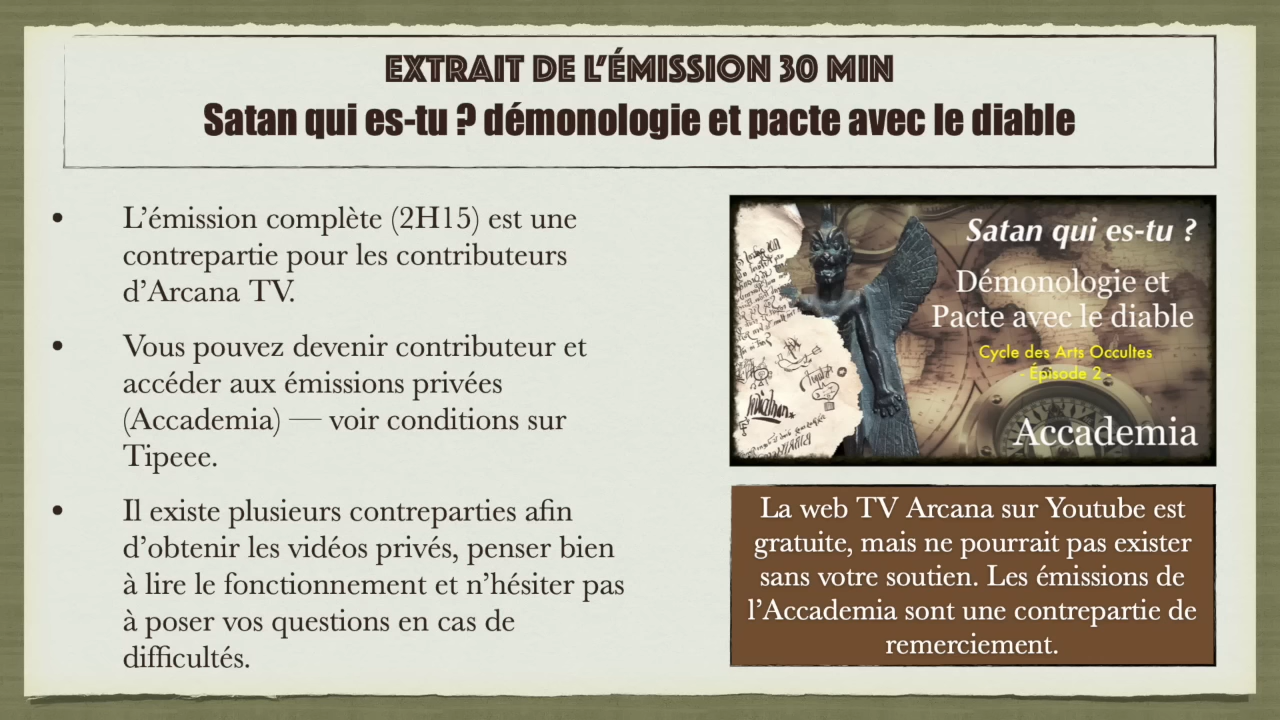 EXTRAIT DE L’ÉMISSION 30 MIN
Satan qui es-tu ? démonologie et pacte avec le diable
• L’émission complète (2H15) est une
contrepartie pour les contributeurs
d’Arcana TV.
• Vous pouvez devenir contributeur et
accéder aux émissions privées
(Accademia) — voir conditions sur
Tipeee.
• Il existe plusieurs contreparties afin
d’obtenir les vidéos privés, penser bien
à lire le fonctionnement et n’hésiter pas
à poser vos questions en cas de
difficultés.
Satan qui es-tu ?
Démonologie et
Pacte avec le diable
Cycle des Arts Occultes
- Épisode 2 -
Accademia
La web TV Arcana sur Youtube est
gratuite, mais ne pourrait pas exister
sans votre soutien. Les émissions de
l’Accademia sont une contrepartie de
remerciement.